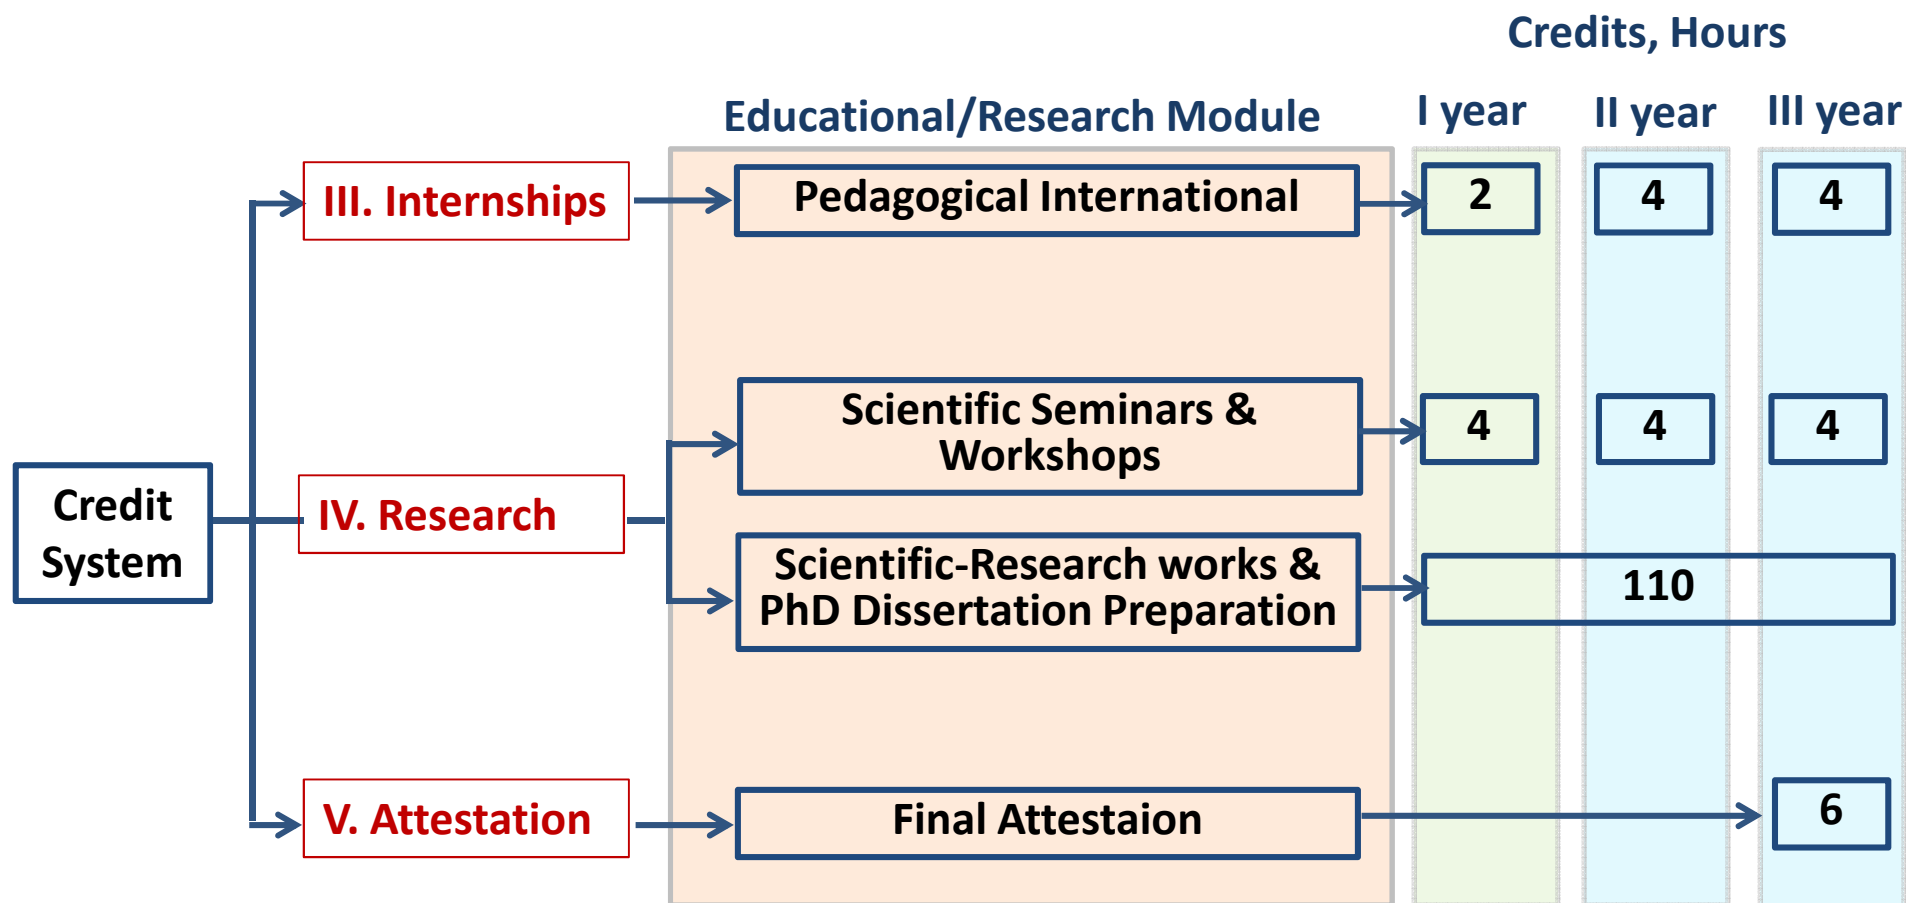 Credits, Hours
Educational/Research Module
I year
II year
III year
III. Internships
Pedagogical International
2
4
4
Scientific Seminars &
Workshops
4
4
4
Credit
System
IV. Research
Scientific-Research works &
PhD Dissertation Preparation
110
V. Attestation
Final Attestaion
6